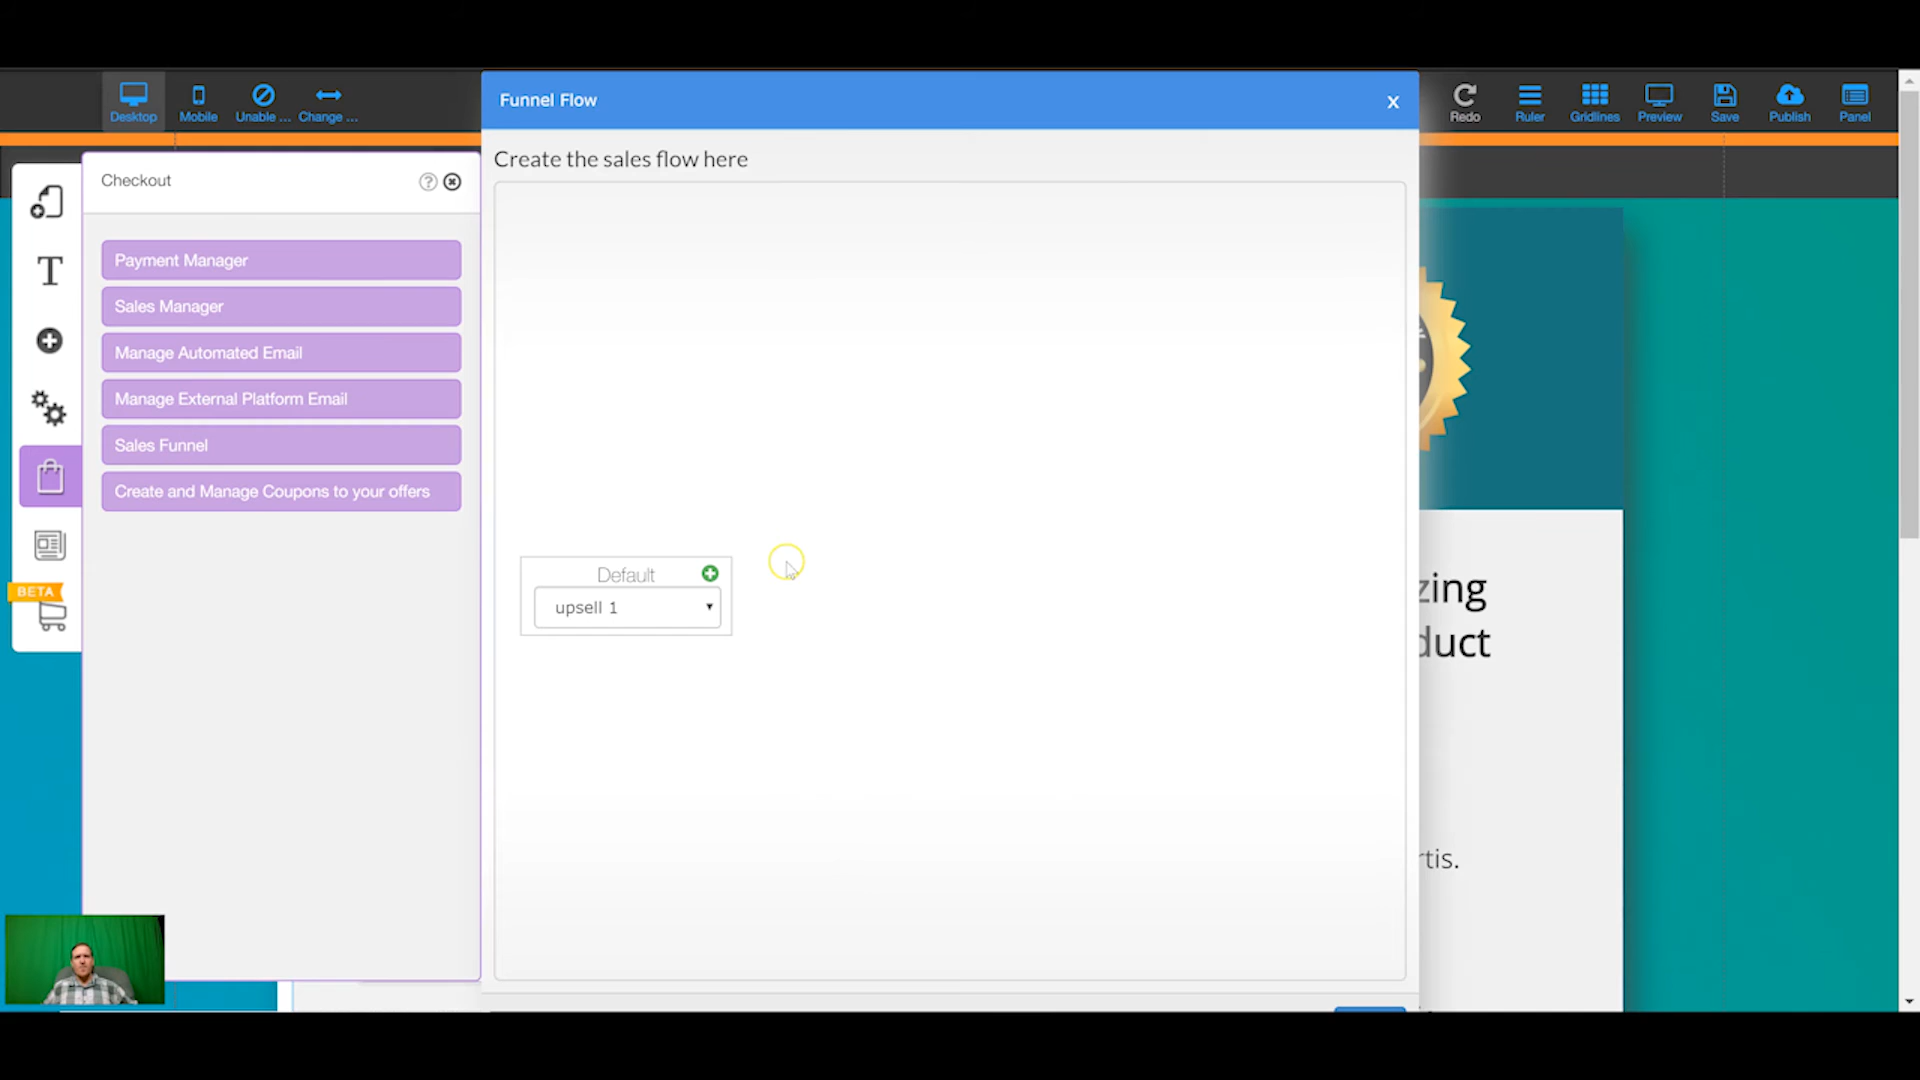 Desktop
Mobile
Unable ...
Change ...
Funnel Flow
x
Redo
Ruler
Gridlines
Preview
Save
Publish
Panel
Create the sales flow here
Checkout
?
Payment Manager
Sales Manager
Manage Automated Email
Manage External Platform Email
Sales Funnel
Create and Manage Coupons to your offers
T
BETA
Default
upsell 1
zing
duct
rtis.